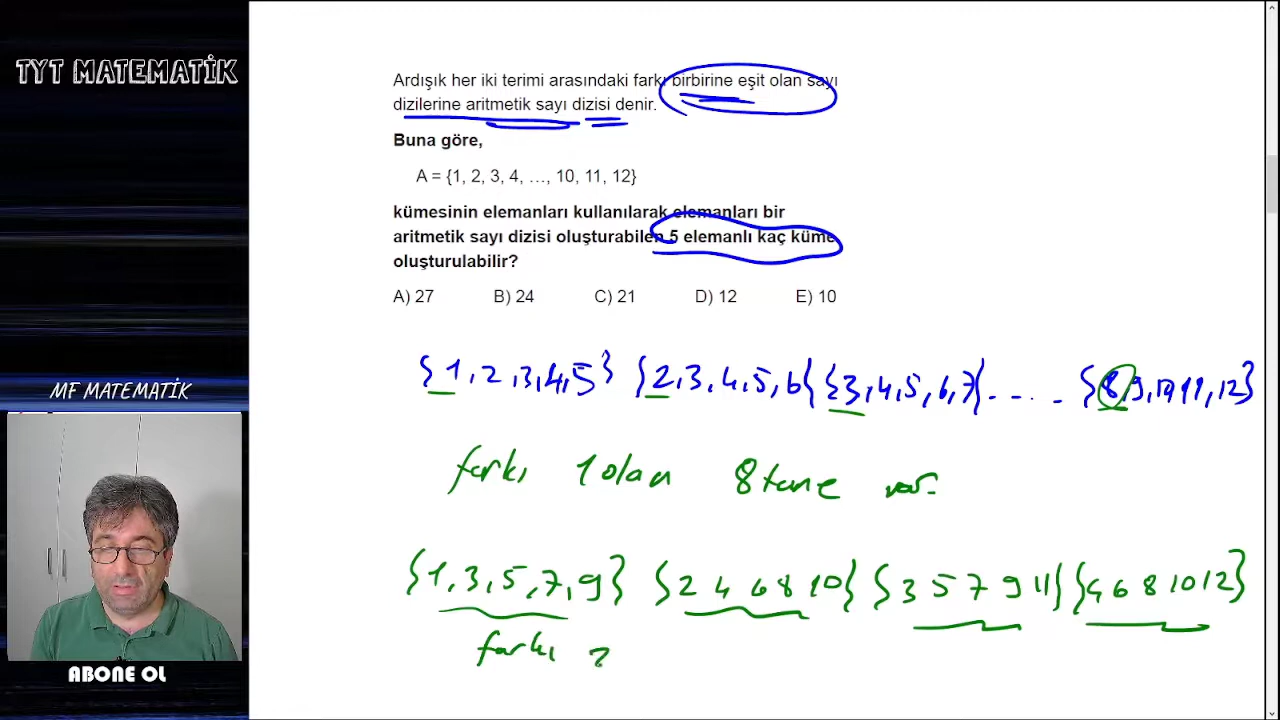 TYT MATEMATİK
Ardışık her iki terimi arasındaki farkı birbirine eşit olan sayı
dizilerine aritmetik sayı dizisi denir.
Buna göre,
A = {1, 2, 3, 4, …, 10, 11, 12}
kümesinin elemanları kullanılarak elemanları bir
aritmetik sayı dizisi oluşturabilen 5 elemanlı kaç küme
oluşturulabilir?
A) 27 B) 24 C) 21 D) 12 E) 10
{1, 2, 3, 4, 5} {2, 3, 4, 5, 6} {3, 4, 5, 6, 7} . . . . {8, 9, 10, 11, 12}
MF MATEMATİK
farkı 1 olan 8 tane var.
{1, 3, 5, 7, 9} {2 4 6 8 10} {3 5 7 9 11} {4 6 8 10 12}
farkı 2
ABONE OL